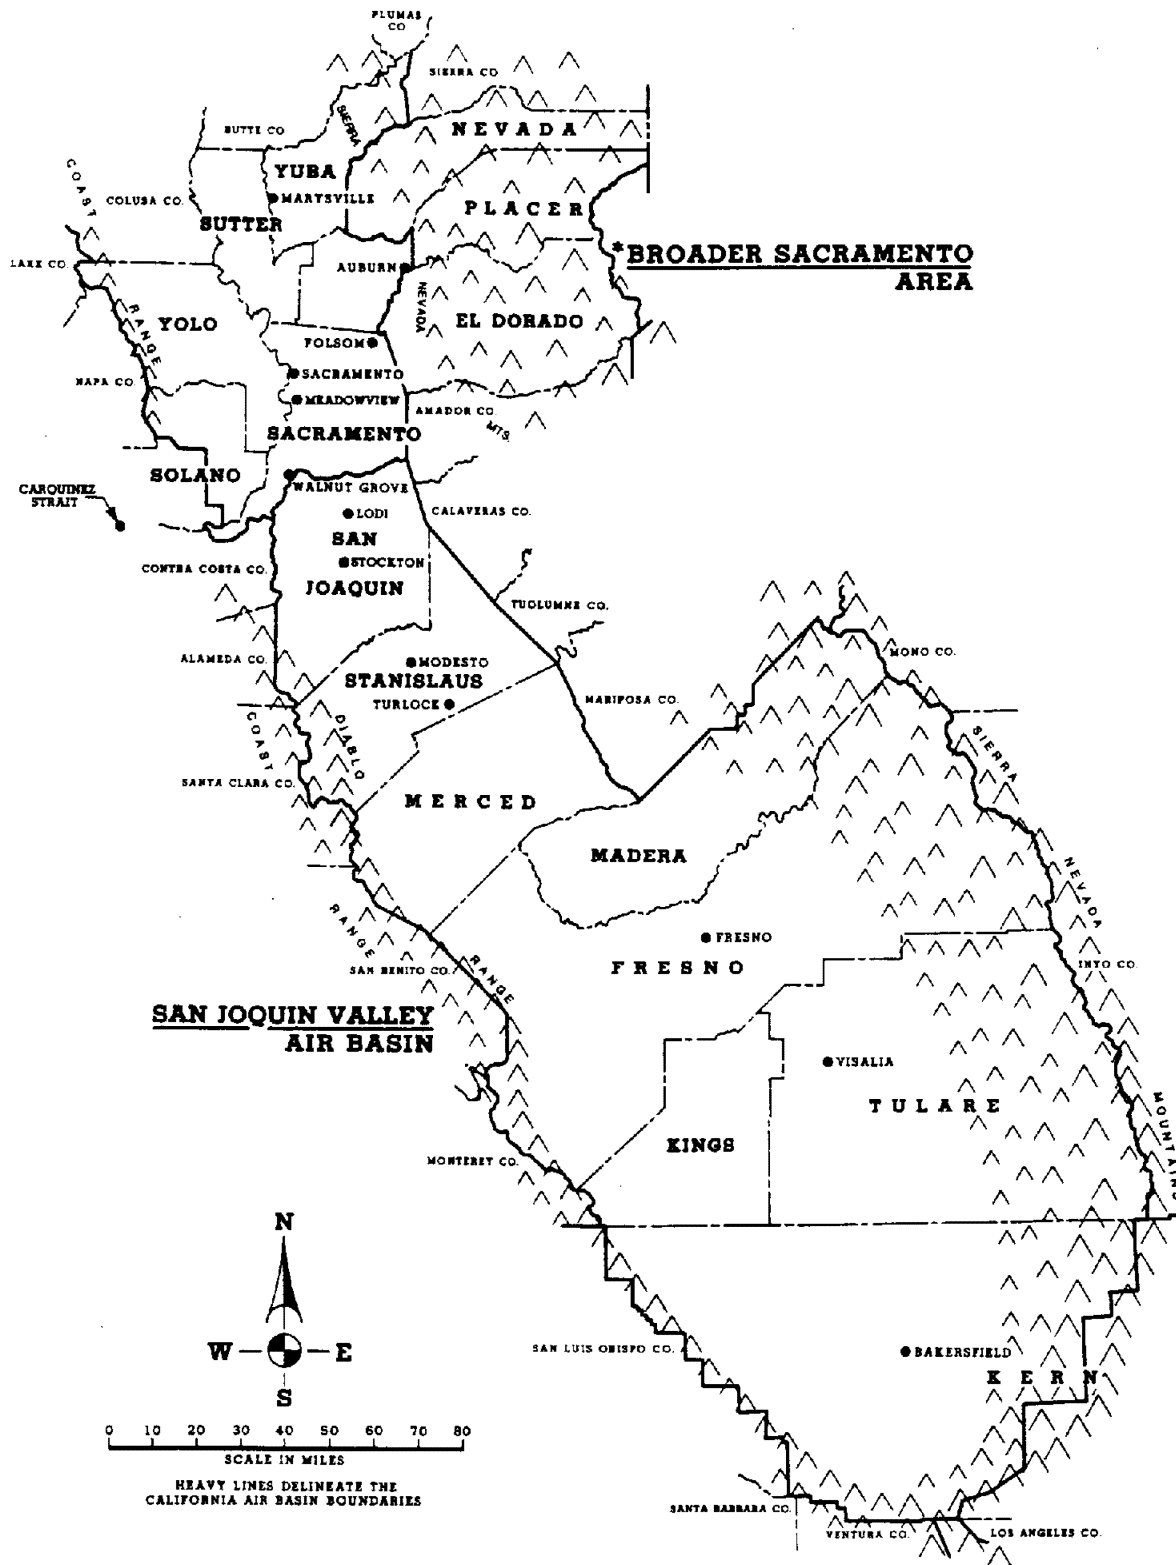 PLUMAS
CO
SIERRA CO
BUTTE CO
SIERRA
NEVADA
YUBA
COAST
COLUSA CO.
MARYSVILLE
PLACER
SUTTER
*BROADER SACRAMENTO
AREA
LAKE CO.
AUBURN
NEVADA
RANGE
YOLO
EL DORADO
FOLSOM
SACRAMENTO
NAPA CO.
MEADOWVIEW
AMADOR CO.
MTS.
SACRAMENTO
SOLANO
WALNUT GROVE
CARQUINEZ
STRAIT
LODI
CALAVERAS CO.
SAN
STOCKTON
CONTRA COSTA CO.
JOAQUIN
TUOLUMNE CO.
ALAMEDA CO.
MODESTO
MONO CO.
STANISLAUS
TURLOCK
MARIPOSA CO.
COAST
DIABLO
SIERRA
SANTA CLARA CO.
MERCED
MADERA
NEVADA
RANGE
FRESNO
RANGE
SAN BENITO CO.
FRESNO
INYO CO.
SAN JOQUIN VALLEY
AIR BASIN
VISALIA
TULARE
MOUNTAINS
KINGS
MONTEREY CO.
N
W
E
S
SAN LUIS OBISPO CO.
BAKERSFIELD
KERN
0 10 20 30 40 50 60 70 80
SCALE IN MILES
HEAVY LINES DELINEATE THE
CALIFORNIA AIR BASIN BOUNDARIES
SANTA BARBARA CO.
VENTURA CO.
LOS ANGELES CO.